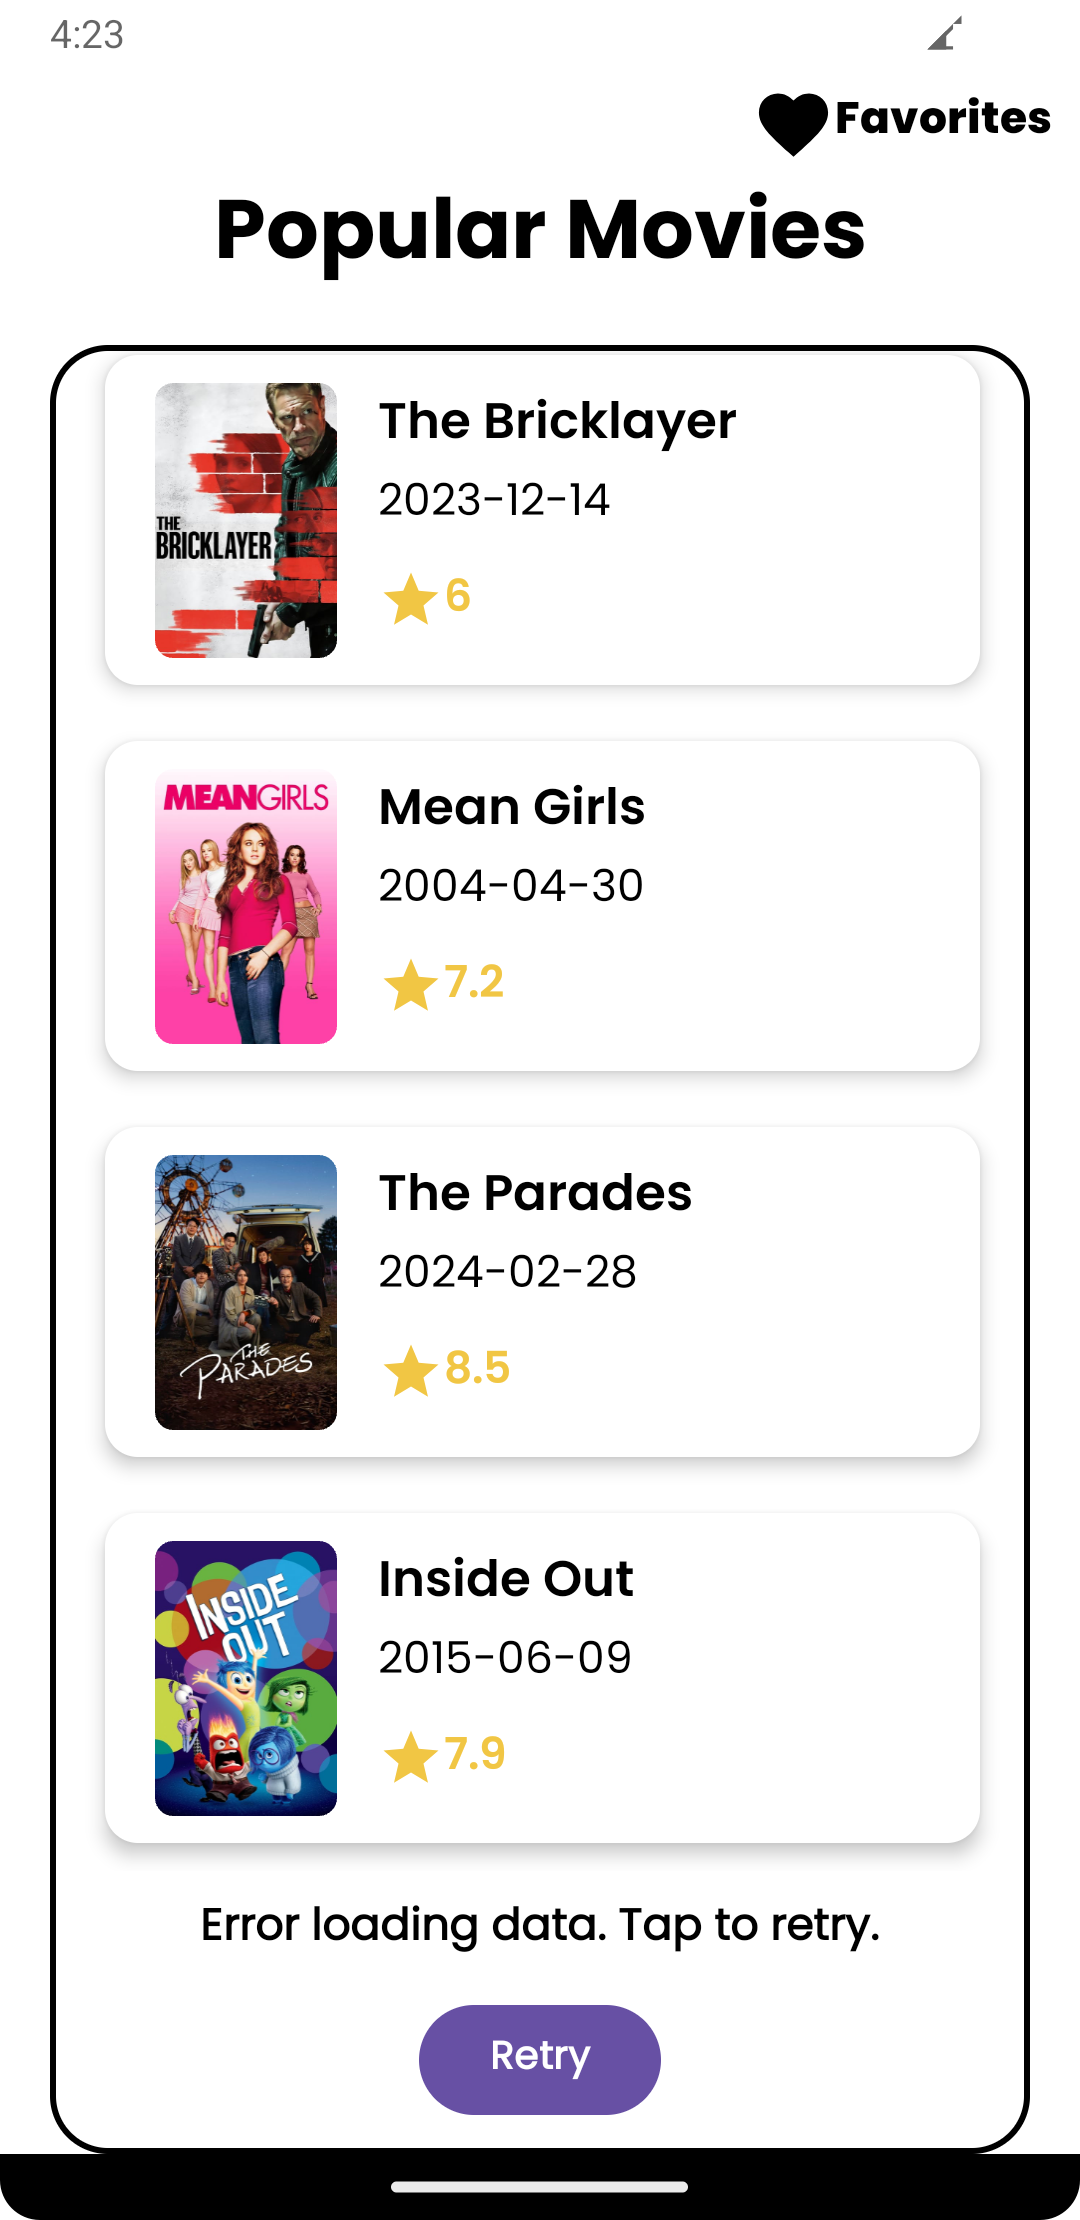 4:23
Favorites
Popular Movies
THE
BRICKLAYER
The Bricklayer
2023-12-14
6
MEANGIRLS
Mean Girls
2004-04-30
7.2
THE
PARADES
The Parades
2024-02-28
8.5
INSIDE
OUT
Inside Out
2015-06-09
7.9
Error loading data. Tap to retry.
Retry